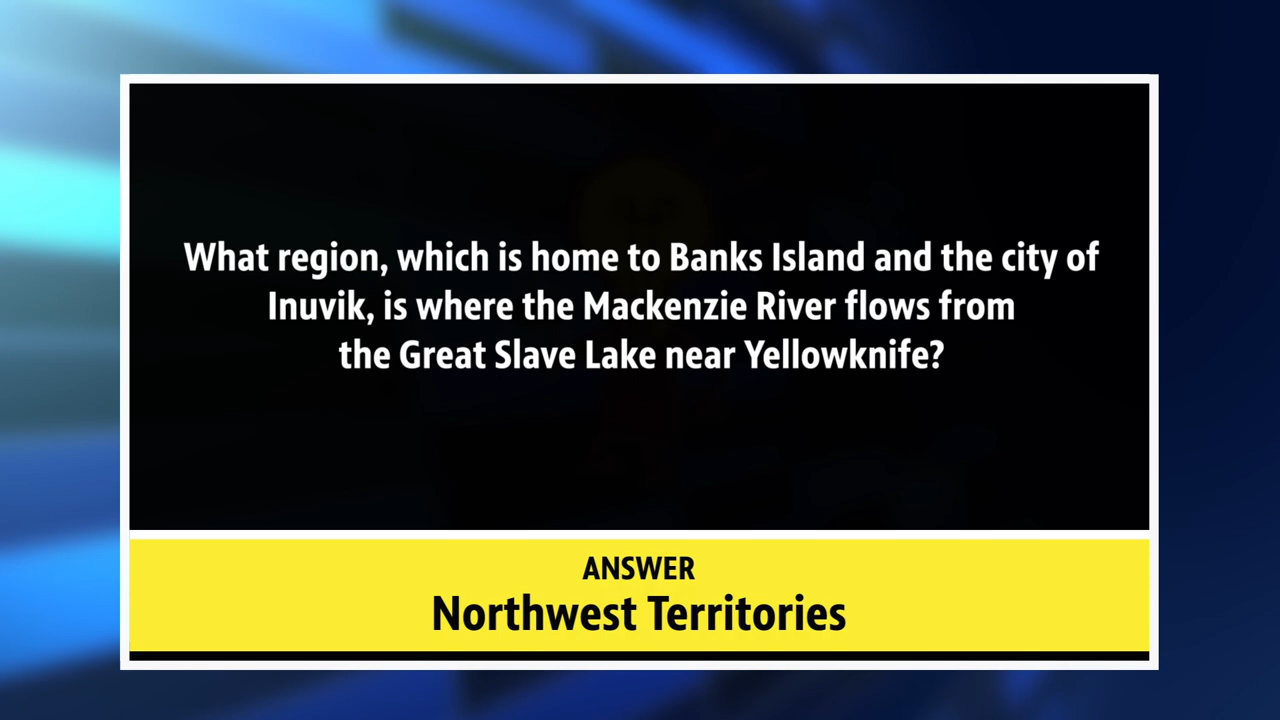 What region, which is home to Banks Island and the city of
Inuvik, is where the Mackenzie River flows from
the Great Slave Lake near Yellowknife?
ANSWER
Northwest Territories